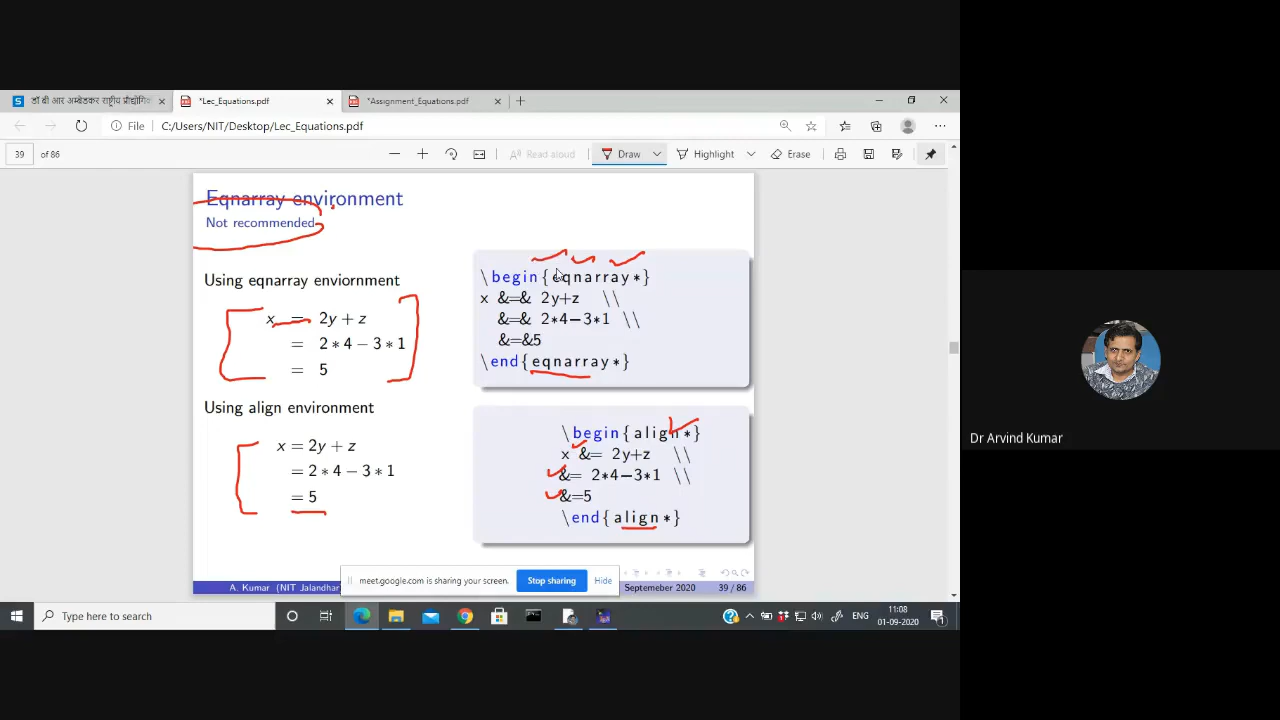 डॉ बी आर अम्बेडकर राष्ट्रीय प्रौद्योगिक
*Lec_Equations.pdf
*Assignment_Equations.pdf
File
C:/Users/NIT/Desktop/Lec_Equations.pdf
39 of 86
Read aloud
Draw
Highlight
Erase
Eqnarray environment
Not recommended
Using eqnarray enviornment
x = 2y + z
= 2 ∗ 4 − 3 ∗ 1
= 5
\begin{eqnarray*}
x &=& 2y+z \\
&=& 2*4−3*1 \\
&=&5
\end{eqnarray*}
Using align environment
x = 2y + z
= 2 ∗ 4 − 3 ∗ 1
= 5
\begin{align*}
x &= 2y+z \\
&= 2*4−3*1 \\
&=5
\end{align*}
Dr Arvind Kumar
meet.google.com is sharing your screen.
Stop sharing
Hide
A. Kumar (NIT Jalandhar
Septemeber 2020
39 / 86
Type here to search
ENG
11:08
01-09-2020